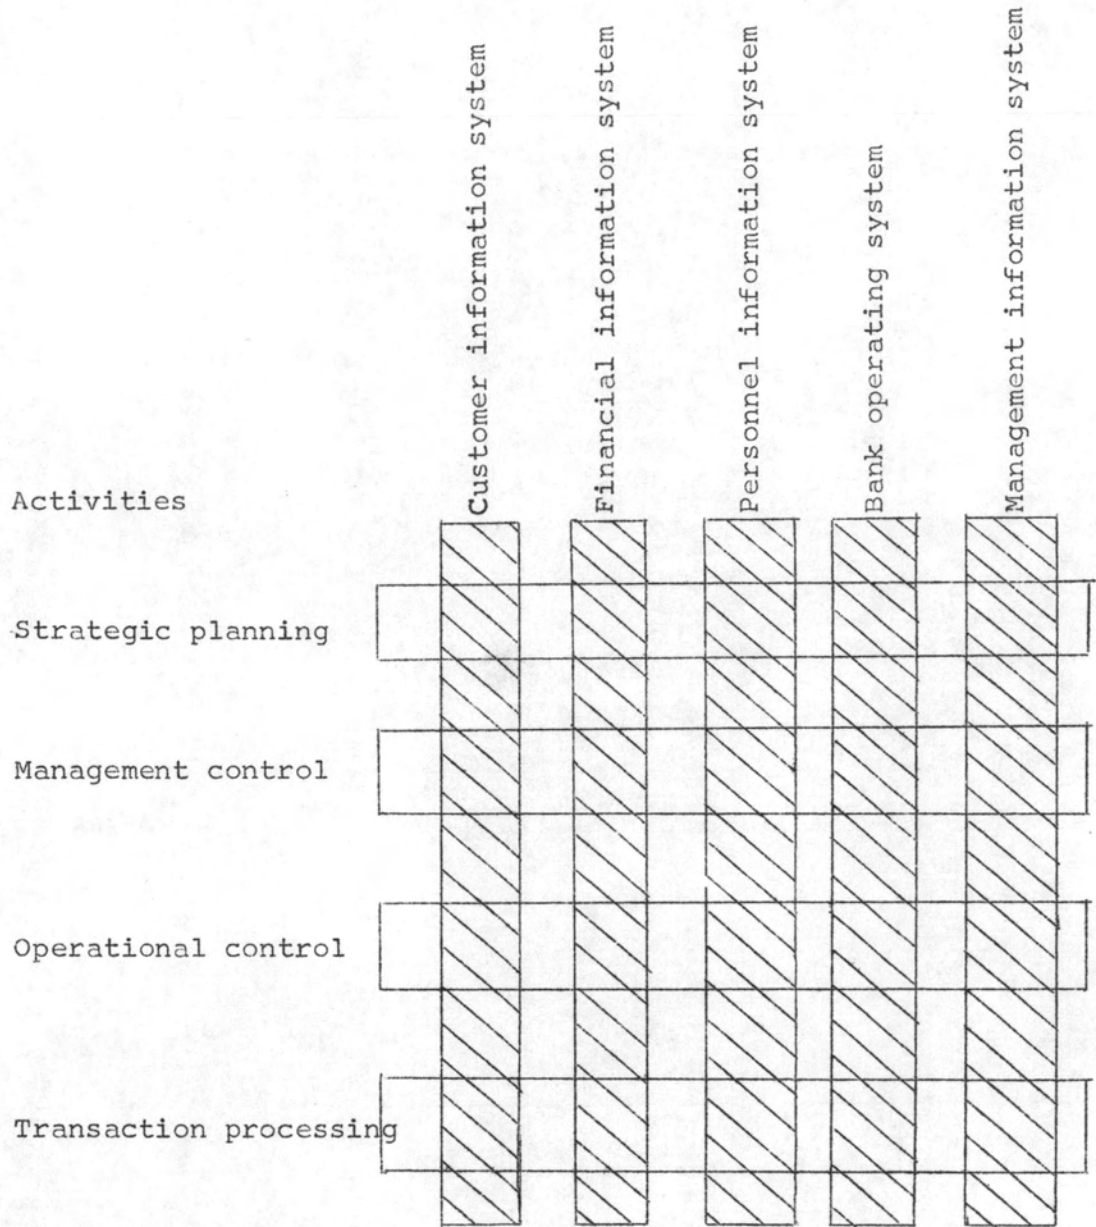 Customer information system
Financial information system
Personnel information system
Bank operating system
Management information system
Activities
Strategic planning
Management control
Operational control
Transaction processing